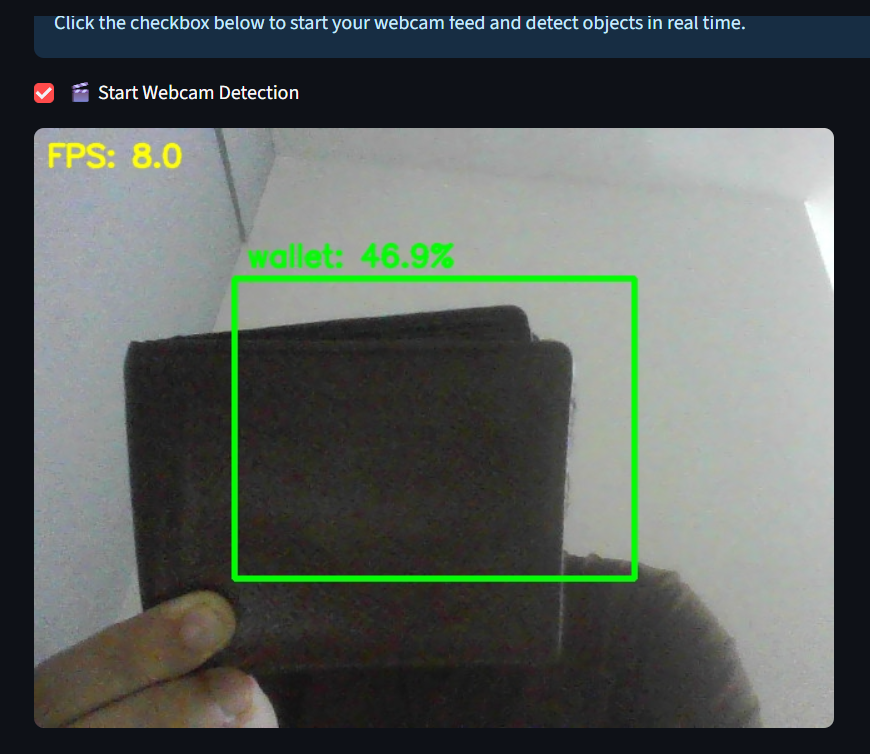 Click the checkbox below to start your webcam feed and detect objects in real time.
Start Webcam Detection
FPS: 8.0
wallet: 46.9%